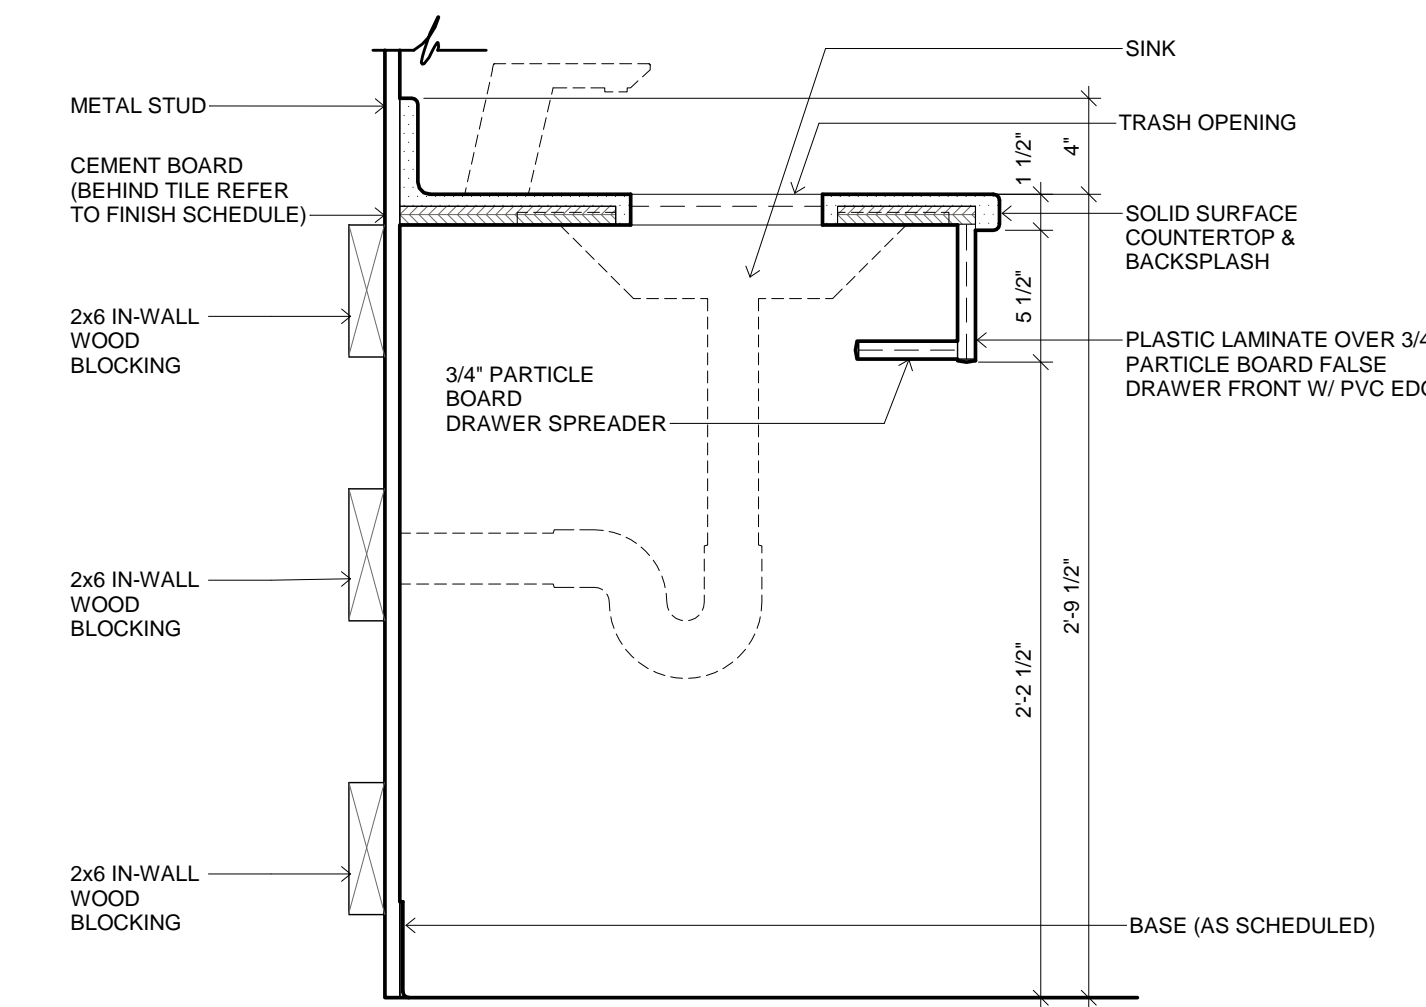 SINK
METAL STUD
TRASH OPENING
CEMENT BOARD
(BEHIND TILE REFER
TO FINISH SCHEDULE)
1 1/2"
4"
SOLID SURFACE
COUNTERTOP &
BACKSPLASH
2x6 IN-WALL
WOOD
BLOCKING
5 1/2"
PLASTIC LAMINATE OVER 3/4
PARTICLE BOARD FALSE
DRAWER FRONT W/ PVC
3/4" PARTICLE
BOARD
DRAWER SPREADER
2x6 IN-WALL
WOOD
BLOCKING
2'-9 1/2"
2'-2 1/2"
2x6 IN-WALL
WOOD
BLOCKING
BASE (AS SCHEDULED)